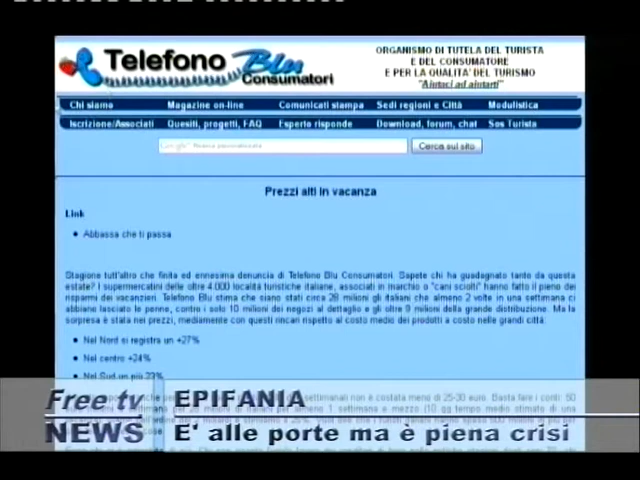 Telefono Blu
Consumatori
ORGANISMO DI TUTELA DEL TURISTA
E DEL CONSUMATORE
E PER LA QUALITA' DEL TURISMO
"Aiutaci ad aiutarti"
Chi siamo Magazine on-line Comunicati stampa Sedi regioni e Città Modulistica
Iscrizione/Associati Quesiti, progetti, FAQ Esperto risponde Download, forum, chat Sos Turista
Cerca sul sito
Prezzi alti in vacanza
Link
Abbassa che ti passa
Stagione tutt'altro che finita ed ennesima denuncia di Telefono Blu Consumatori. Sapete chi ha guadagnato tanto da questa
estate? I supermercatini delle oltre 4.000 località turistiche italiane, associati in marchio o "cani sciolti" hanno fatto il pieno dei
risparmi dei vacanzieri. Telefono Blu stima che siano stati circa 28 milioni gli italiani che almeno 2 volte in una settimana ci
abbiano lasciato le penne, contro i solo 10 milioni dei negozi al dettaglio e gli oltre 9 milioni della grande distribuzione. Ma la
sorpresa è stata nei prezzi, mediamente con questi rincari rispetto al costo medio dei prodotti a costo nelle grandi città:
Nel Nord si registra un +27%
Nel centro +24%
Nel Sud un più 23%
Free tv
NEWS
EPIFANIA
E' alle porte ma è piena crisi